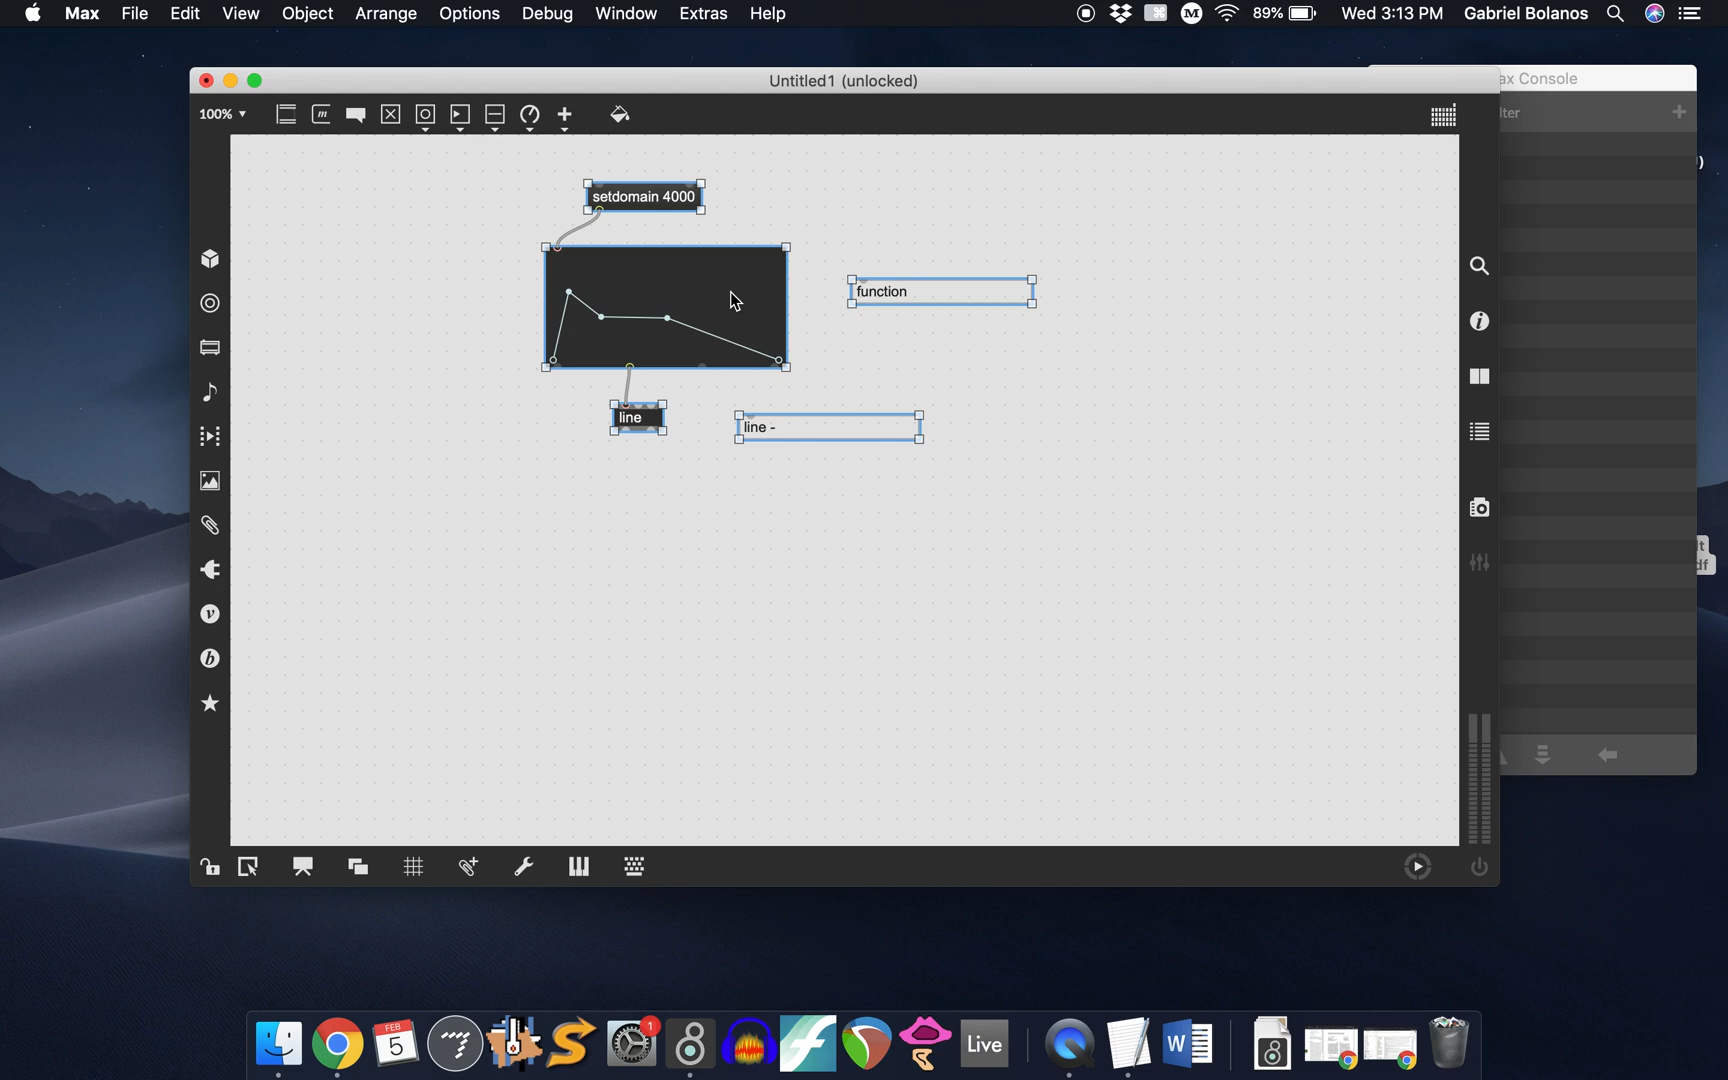 Max File Edit View Object Arrange Options Debug Window Extras Help
89% Wed 3:13 PM Gabriel Bolanos
Untitled1 (unlocked)
ax Console
100%
lter
setdomain 4000
function
line
line -
FEB
5
1
Live